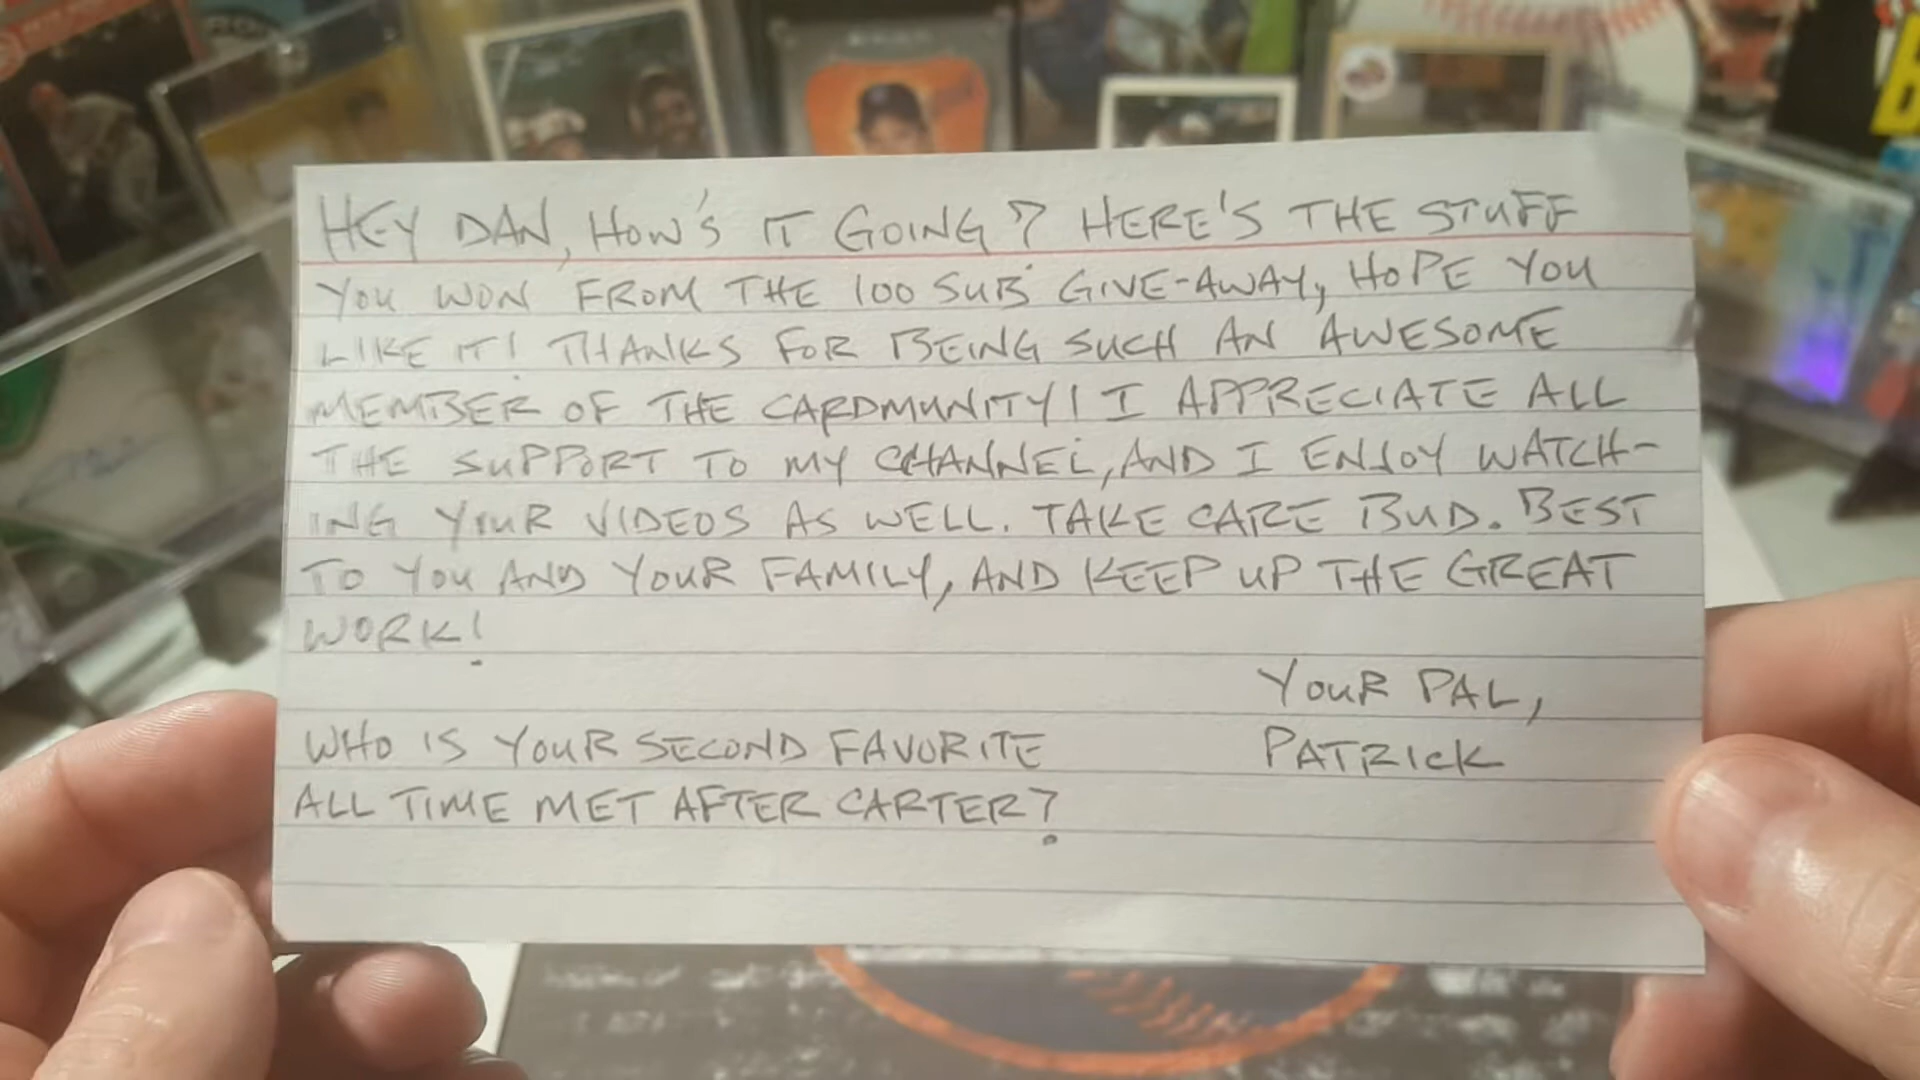 HEY DAN, HOW'S IT GOING? HERE'S THE STUFF
YOU WON FROM THE 100 SUB GIVE-AWAY, HOPE YOU
LIKE IT! THANKS FOR BEING SUCH AN AWESOME
MEMBER OF THE CARDMUNITY! I APPRECIATE ALL
THE SUPPORT TO MY CHANNEL, AND I ENJOY WATCH-
ING YOUR VIDEOS AS WELL. TAKE CARE BUD. BEST
TO YOU AND YOUR FAMILY, AND KEEP UP THE GREAT
WORK!
YOUR PAL,
PATRICK
WHO IS YOUR SECOND FAVORITE
ALL TIME MET AFTER CARTER?